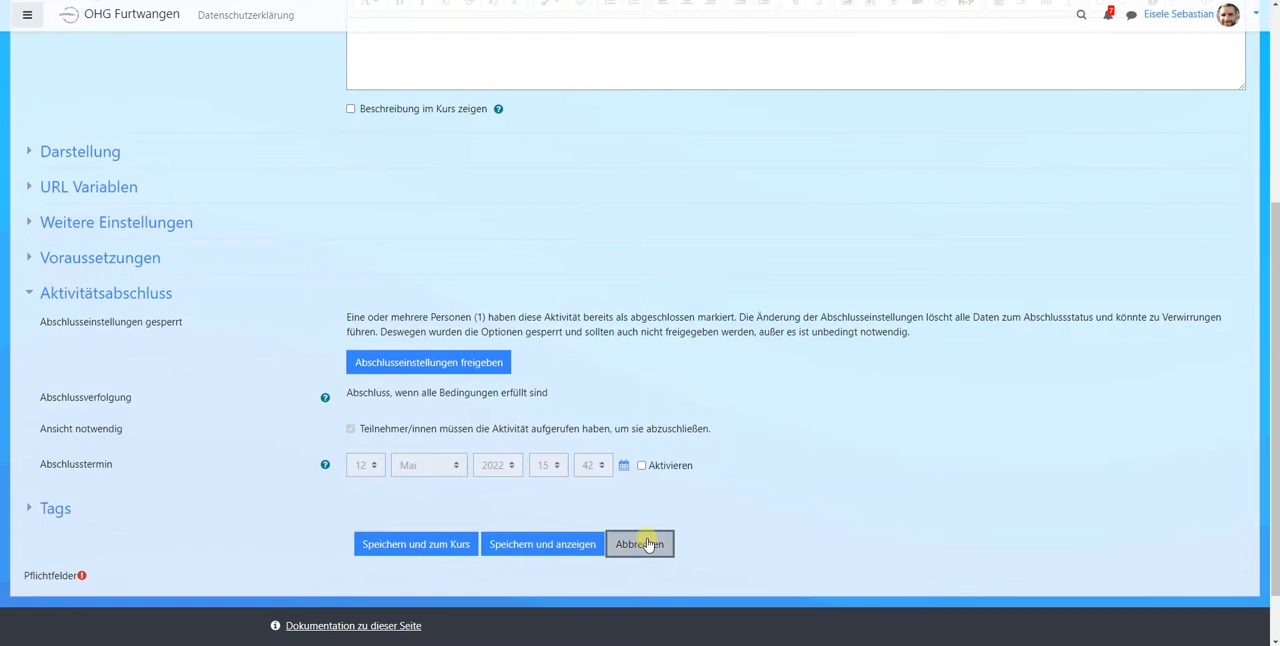 OHG Furtwangen
Datenschutzerklärung
7
Eisele Sebastian
Beschreibung im Kurs zeigen
Darstellung
URL Variablen
Weitere Einstellungen
Voraussetzungen
Aktivitätsabschluss
Abschlusseinstellungen gesperrt
Eine oder mehrere Personen (1) haben diese Aktivität bereits als abgeschlossen markiert. Die Änderung der Abschlusseinstellungen löscht alle Daten zum Abschlussstatus und könnte zu Verwirrungen
führen. Deswegen wurden die Optionen gesperrt und sollten auch nicht freigegeben werden, außer es ist unbedingt notwendig.
Abschlusseinstellungen freigeben
Abschlussverfolgung
Abschluss, wenn alle Bedingungen erfüllt sind
Ansicht notwendig
Teilnehmer/innen müssen die Aktivität aufgerufen haben, um sie abzuschließen.
Abschlusstermin
12 Mai 2022 15 42 Aktivieren
Tags
Speichern und zum Kurs
Speichern und anzeigen
Abbrechen
Pflichtfelder
Dokumentation zu dieser Seite